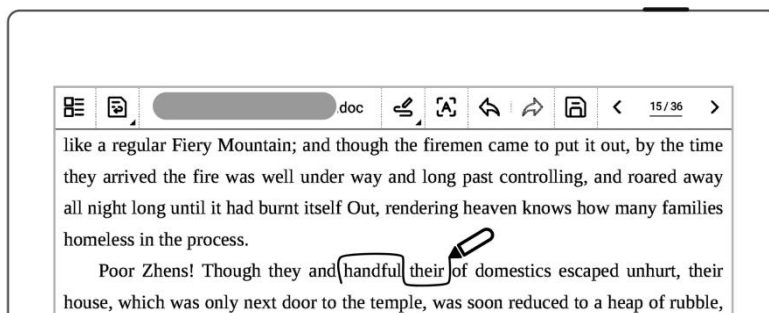 .doc
15 / 36
like a regular Fiery Mountain; and though the firemen came to put it out, by the time
they arrived the fire was well under way and long past controlling, and roared away
all night long until it had burnt itself Out, rendering heaven knows how many families
homeless in the process.
Poor Zhens! Though they and handful their of domestics escaped unhurt, their
house, which was only next door to the temple, was soon reduced to a heap of rubble,